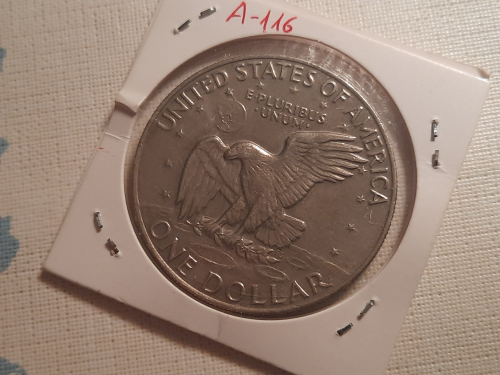 A-116
UNITED STATES OF AMERICA
E·PLURIBUS
·UNUM·
ONE DOLLAR